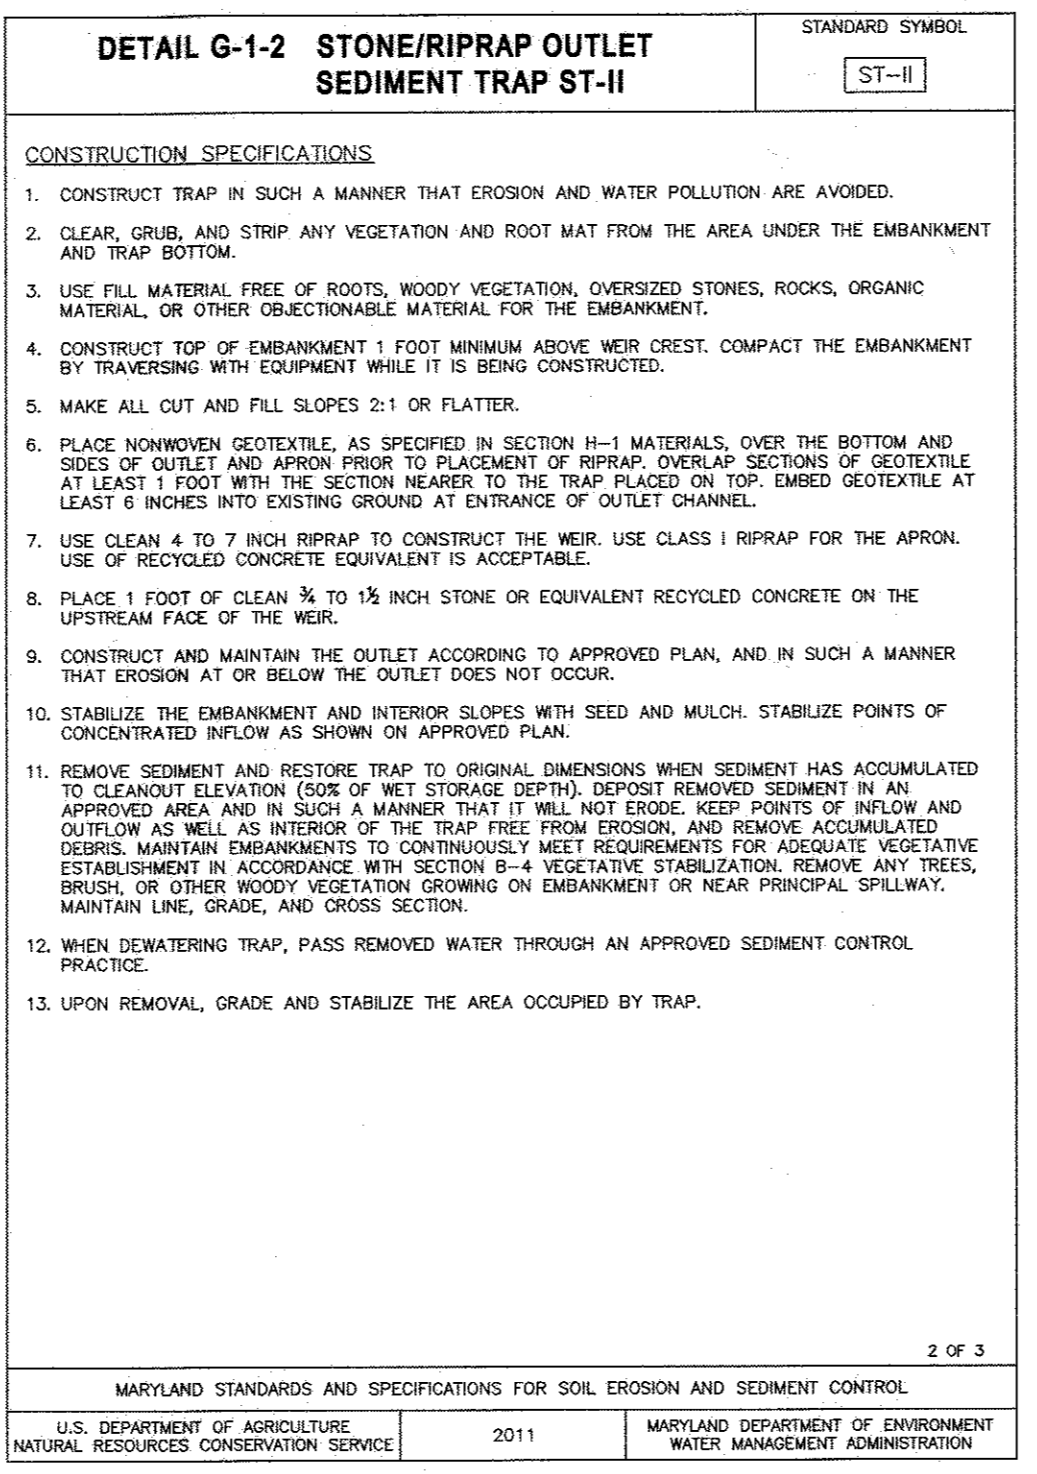 DETAIL G-1-2 STONE/RIPRAP OUTLET
SEDIMENT TRAP ST-II
STANDARD SYMBOL
ST-II
CONSTRUCTION SPECIFICATIONS
1. CONSTRUCT TRAP IN SUCH A MANNER THAT EROSION AND WATER POLLUTION ARE AVOIDED.
2. CLEAR, GRUB, AND STRIP ANY VEGETATION AND ROOT MAT FROM THE AREA UNDER THE EMBANKMENT
AND TRAP BOTTOM.
3. USE FILL MATERIAL FREE OF ROOTS, WOODY VEGETATION, OVERSIZED STONES, ROCKS, ORGANIC
MATERIAL, OR OTHER OBJECTIONABLE MATERIAL FOR THE EMBANKMENT.
4. CONSTRUCT TOP OF EMBANKMENT 1 FOOT MINIMUM ABOVE WEIR CREST. COMPACT THE EMBANKMENT
BY TRAVERSING WITH EQUIPMENT WHILE IT IS BEING CONSTRUCTED.
5. MAKE ALL CUT AND FILL SLOPES 2:1 OR FLATTER.
6. PLACE NONWOVEN GEOTEXTILE, AS SPECIFIED IN SECTION H-1 MATERIALS, OVER THE BOTTOM AND
SIDES OF OUTLET AND APRON PRIOR TO PLACEMENT OF RIPRAP. OVERLAP SECTIONS OF GEOTEXTILE
AT LEAST 1 FOOT WITH THE SECTION NEARER TO THE TRAP PLACED ON TOP. EMBED GEOTEXTILE AT
LEAST 6 INCHES INTO EXISTING GROUND AT ENTRANCE OF OUTLET CHANNEL.
7. USE CLEAN 4 TO 7 INCH RIPRAP TO CONSTRUCT THE WEIR. USE CLASS I RIPRAP FOR THE APRON.
USE OF RECYCLED CONCRETE EQUIVALENT IS ACCEPTABLE.
8. PLACE 1 FOOT OF CLEAN ¾ TO 1½ INCH STONE OR EQUIVALENT RECYCLED CONCRETE ON THE
UPSTREAM FACE OF THE WEIR.
9. CONSTRUCT AND MAINTAIN THE OUTLET ACCORDING TO APPROVED PLAN, AND IN SUCH A MANNER
THAT EROSION AT OR BELOW THE OUTLET DOES NOT OCCUR.
10. STABILIZE THE EMBANKMENT AND INTERIOR SLOPES WITH SEED AND MULCH. STABILIZE POINTS OF
CONCENTRATED INFLOW AS SHOWN ON APPROVED PLAN.
11. REMOVE SEDIMENT AND RESTORE TRAP TO ORIGINAL DIMENSIONS WHEN SEDIMENT HAS ACCUMULATED
TO CLEANOUT ELEVATION (50% OF WET STORAGE DEPTH). DEPOSIT REMOVED SEDIMENT IN AN
APPROVED AREA AND IN SUCH A MANNER THAT IT WILL NOT ERODE. KEEP POINTS OF INFLOW AND
OUTFLOW AS WELL AS INTERIOR OF THE TRAP FREE FROM EROSION, AND REMOVE ACCUMULATED
DEBRIS. MAINTAIN EMBANKMENTS TO CONTINUOUSLY MEET REQUIREMENTS FOR ADEQUATE VEGETATIVE
ESTABLISHMENT IN ACCORDANCE WITH SECTION B-4 VEGETATIVE STABILIZATION. REMOVE ANY TREES,
BRUSH, OR OTHER WOODY VEGETATION GROWING ON EMBANKMENT OR NEAR PRINCIPAL SPILLWAY.
MAINTAIN LINE, GRADE, AND CROSS SECTION.
12. WHEN DEWATERING TRAP, PASS REMOVED WATER THROUGH AN APPROVED SEDIMENT CONTROL
PRACTICE.
13. UPON REMOVAL, GRADE AND STABILIZE THE AREA OCCUPIED BY TRAP.
2 OF 3
MARYLAND STANDARDS AND SPECIFICATIONS FOR SOIL EROSION AND SEDIMENT CONTROL
U.S. DEPARTMENT OF AGRICULTURE
NATURAL RESOURCES CONSERVATION SERVICE
2011
MARYLAND DEPARTMENT OF ENVIRONMENT
WATER MANAGEMENT ADMINISTRATION